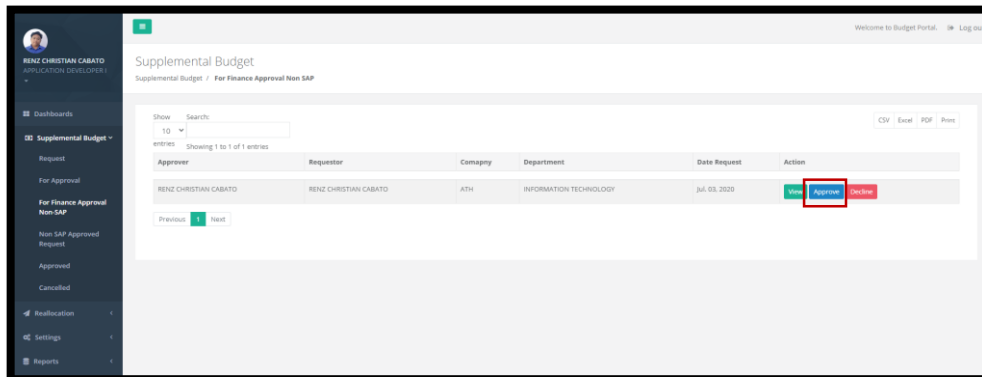 Welcome to Budget Portal. Log ou
RENZ CHRISTIAN CABATO
APPLICATION DEVELOPER I
Supplemental Budget
Supplemental Budget / For Finance Approval Non SAP
Dashboards
Supplemental Budget
Request
For Approval
For Finance Approval
Non-SAP
Non SAP Approved
Request
Approved
Cancelled
Reallocation
Settings
Reports
Show Search:
10
entries Showing 1 to 1 of 1 entries
CSV Excel PDF Print
Approver Requestor Comapny Department Date Request Action
RENZ CHRISTIAN CABATO RENZ CHRISTIAN CABATO ATH INFORMATION TECHNOLOGY Jul. 03, 2020 View Approve Decline
Previous 1 Next